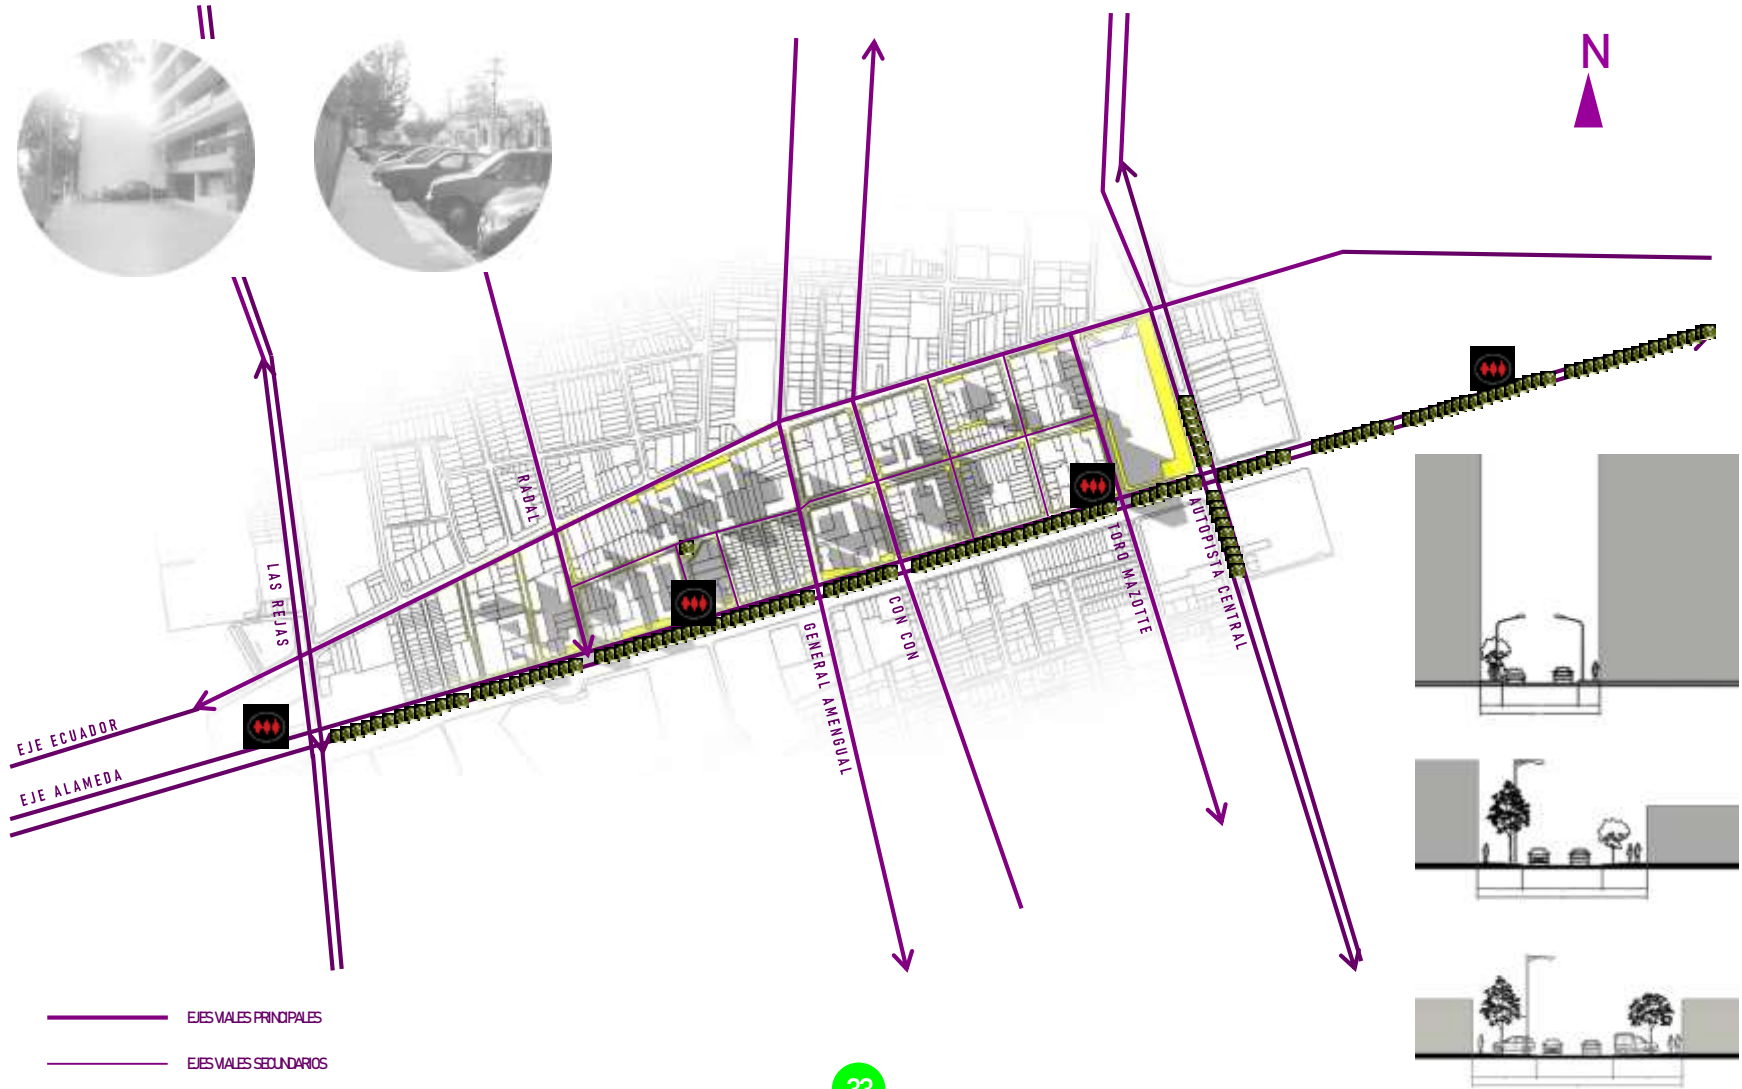 N
RADAL
LAS REJAS
AUTOPISTA CENTRAL
TORO MAZOTTE
CON CON
GENERAL AMENGUAL
EJE ECUADOR
EJE ALAMEDA
EJES VIALES PRINCIPALES
EJES VIALES SECUNDARIOS
33